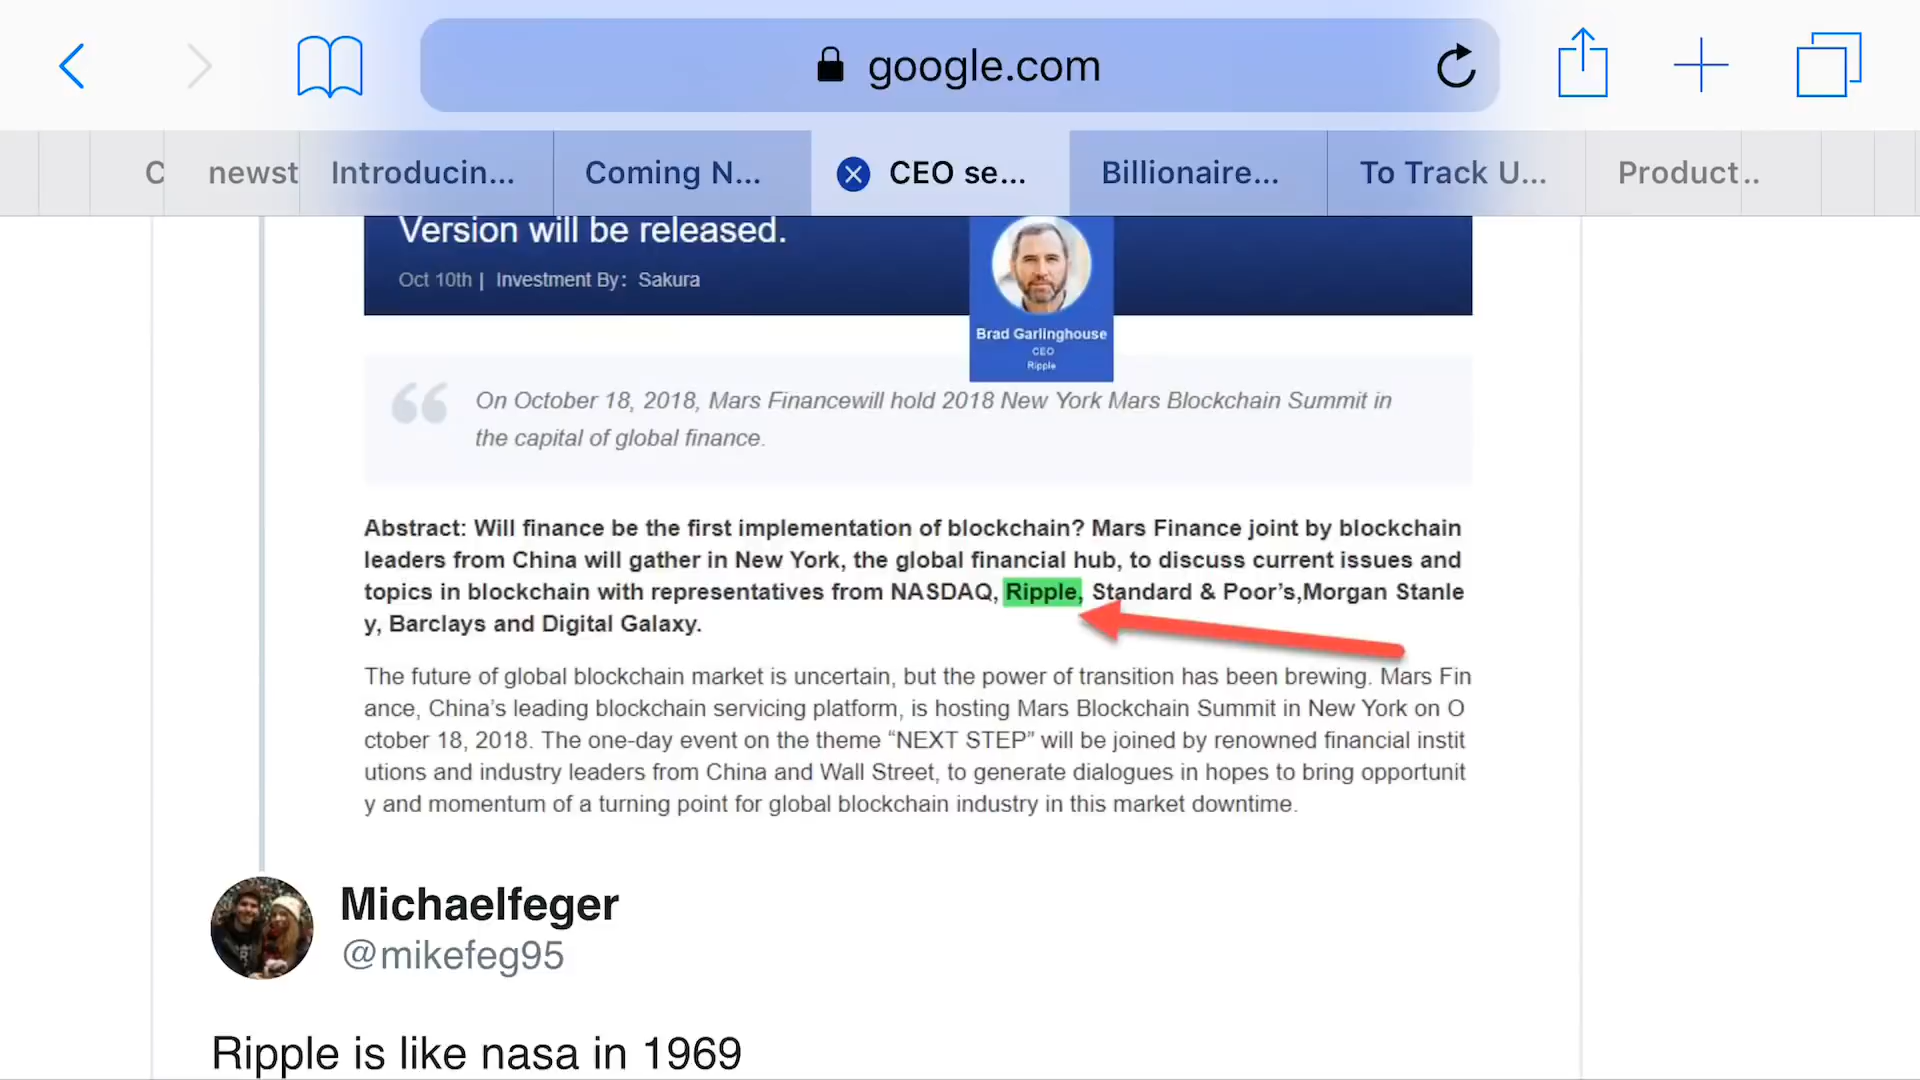 google.com
C
newst
Introducin...
Coming N...
CEO se...
Billionaire...
To Track U...
Product..
Version will be released.
Oct 10th | Investment By: Sakura
Brad Garlinghouse
CEO
Ripple
On October 18, 2018, Mars Financewill hold 2018 New York Mars Blockchain Summit in
the capital of global finance.
Abstract: Will finance be the first implementation of blockchain? Mars Finance joint by blockchain
leaders from China will gather in New York, the global financial hub, to discuss current issues and
topics in blockchain with representatives from NASDAQ, Ripple, Standard & Poor's,Morgan Stanle
y, Barclays and Digital Galaxy.
The future of global blockchain market is uncertain, but the power of transition has been brewing. Mars Fin
ance, China's leading blockchain servicing platform, is hosting Mars Blockchain Summit in New York on O
ctober 18, 2018. The one-day event on the theme “NEXT STEP” will be joined by renowned financial instit
utions and industry leaders from China and Wall Street, to generate dialogues in hopes to bring opportunit
y and momentum of a turning point for global blockchain industry in this market downtime.
Michaelfeger
@mikefeg95
Ripple is like nasa in 1969